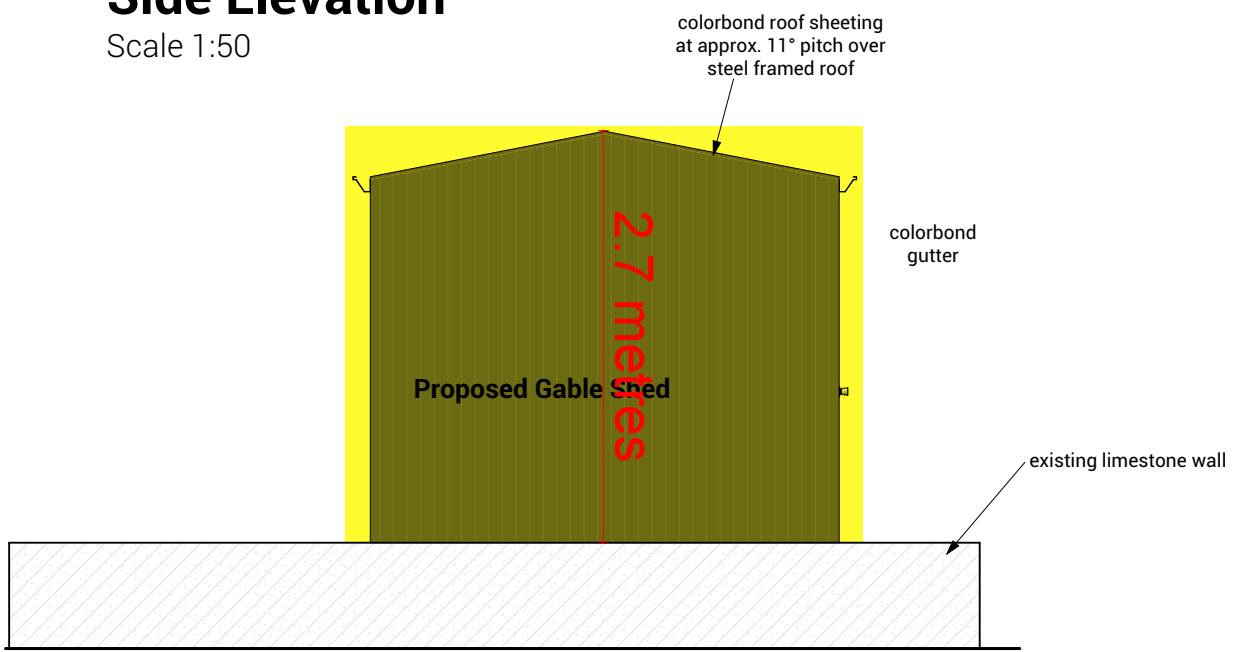 Side Elevation
Scale 1:50
colorbond roof sheeting
at approx. 11° pitch over
steel framed roof
colorbond
gutter
2.7 metres
Proposed Gable Shed
existing limestone wall